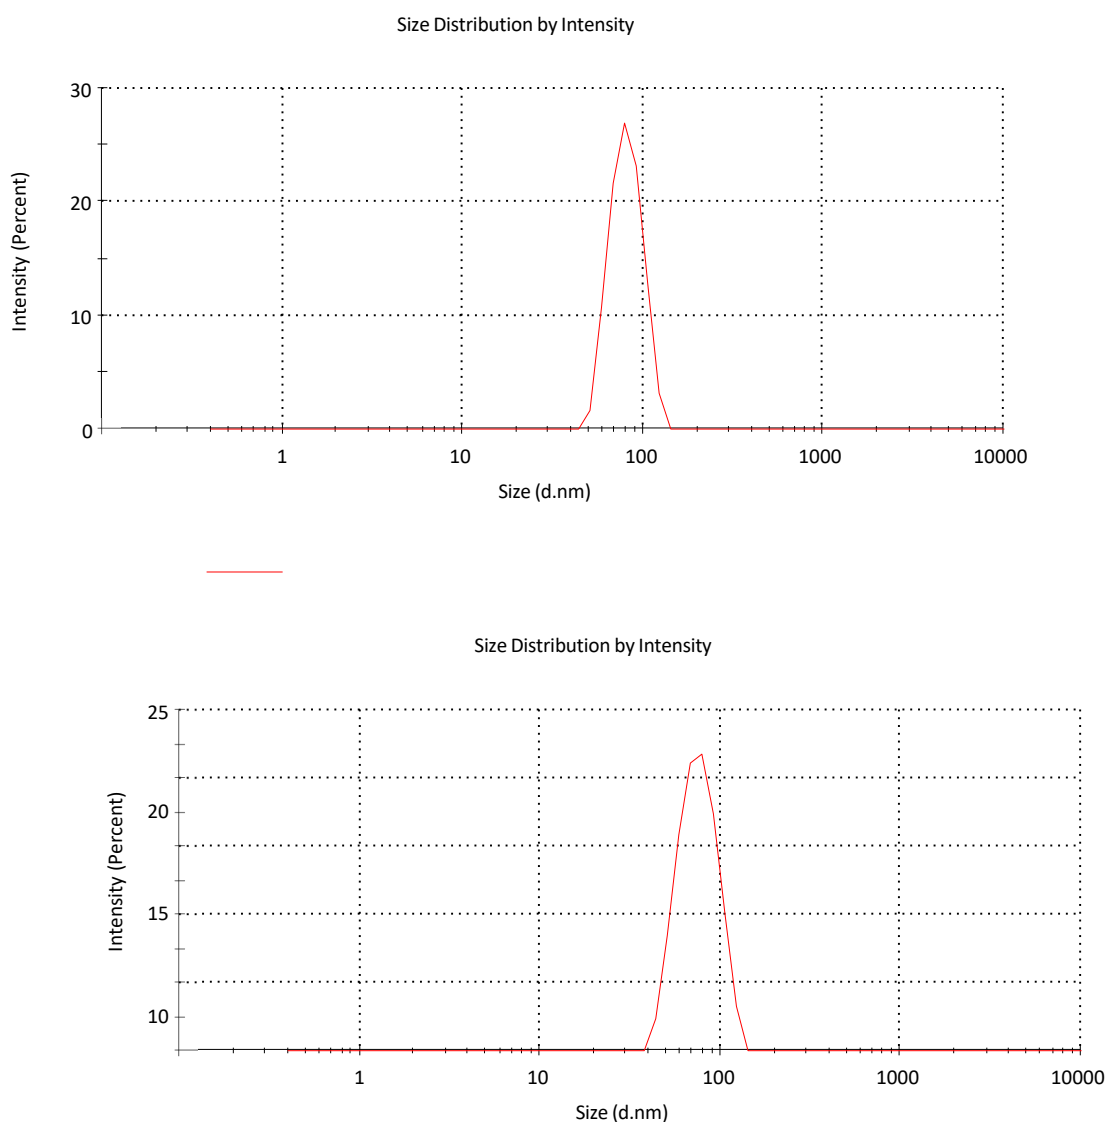 Size Distribution by Intensity
30
20
10
0
Intensity (Percent)
1 10 100 1000 10000
Size (d.nm)
Size Distribution by Intensity
25
20
15
10
Intensity (Percent)
1 10 100 1000 10000
Size (d.nm)